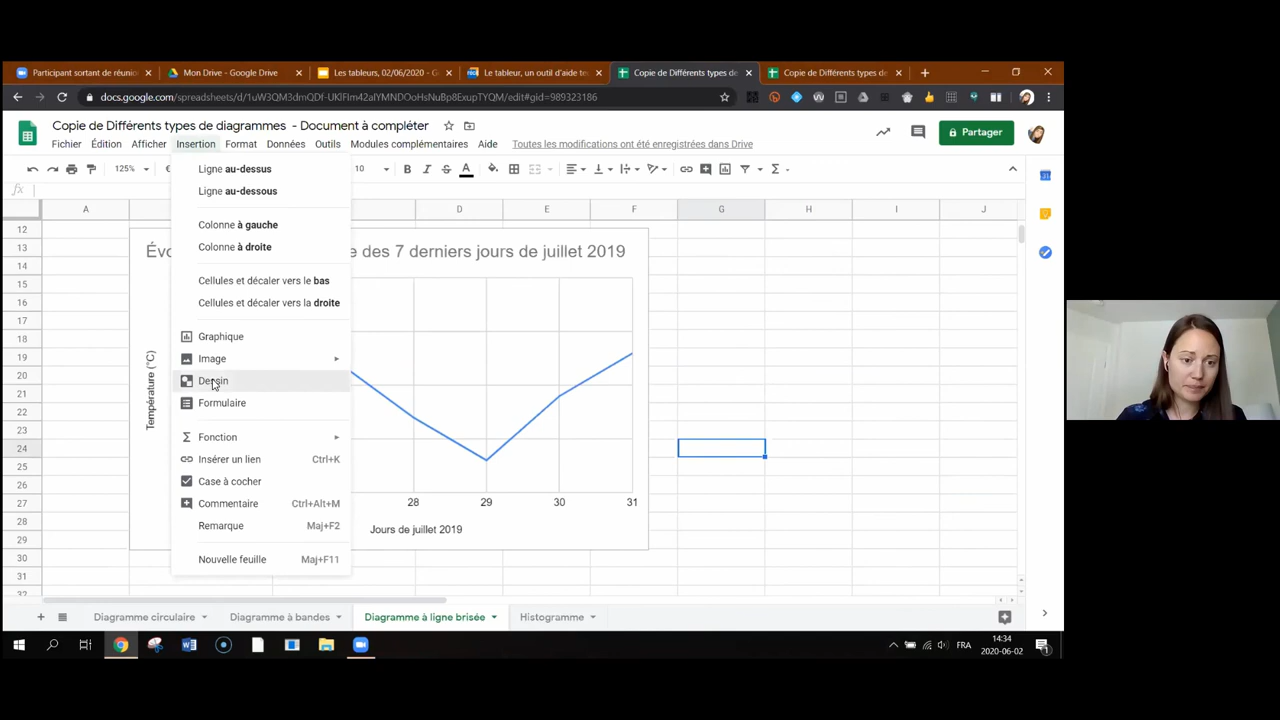 Participant sortant de réunio
Mon Drive - Google Drive
Les tableurs, 02/06/2020 - G
Le tableur, un outil d'aide te
Copie de Différents types de
Copie de Différents types de
docs.google.com/spreadsheets/d/1uW3QM3dmQDf-UKlFIm42aIYMNDOoHsNuBp8ExupTYQM/edit#gid=989323186
Copie de Différents types de diagrammes - Document à compléter
Partager
Fichier Édition Afficher Insertion Format Données Outils Modules complémentaires Aide
Toutes les modifications ont été enregistrées dans Drive
125% € 10 B I S A Σ
fx
A D E F G H I J
12
13
14
15
16
17
18
19
20
21
22
23
24
25
26
27
28
29
30
31
32
Ligne au-dessus
Ligne au-dessous
Colonne à gauche
Colonne à droite
Cellules et décaler vers le bas
Cellules et décaler vers la droite
Graphique
Image
Dessin
Formulaire
Σ Fonction
Insérer un lien Ctrl+K
Case à cocher
Commentaire Ctrl+Alt+M
Remarque Maj+F2
Nouvelle feuille Maj+F11
Évo
e des 7 derniers jours de juillet 2019
Température (°C)
28 29 30 31
Jours de juillet 2019
Diagramme circulaire
Diagramme à bandes
Diagramme à ligne brisée
Histogramme
FRA
14:34
2020-06-02